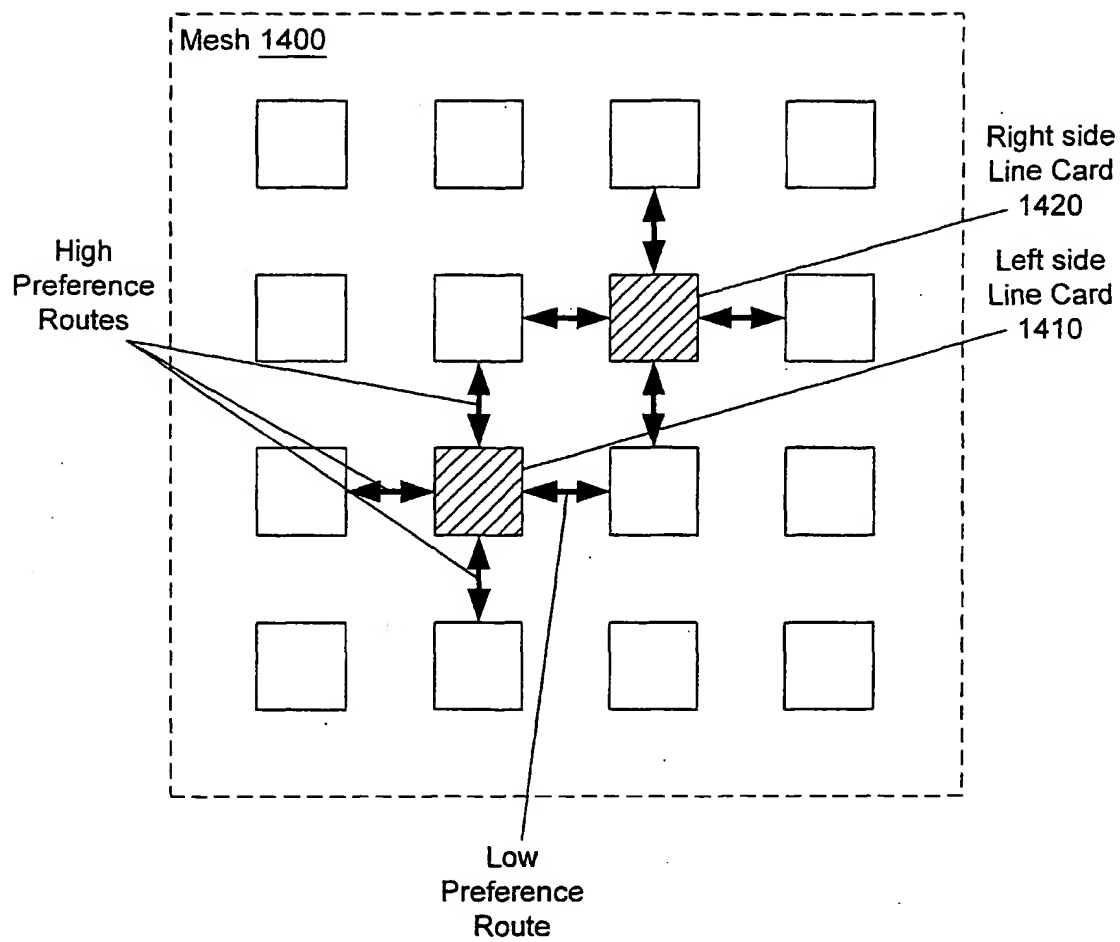 Mesh 1400
Right side
Line Card
1420
Left side
Line Card
1410
High
Preference
Routes
Low
Preference
Route